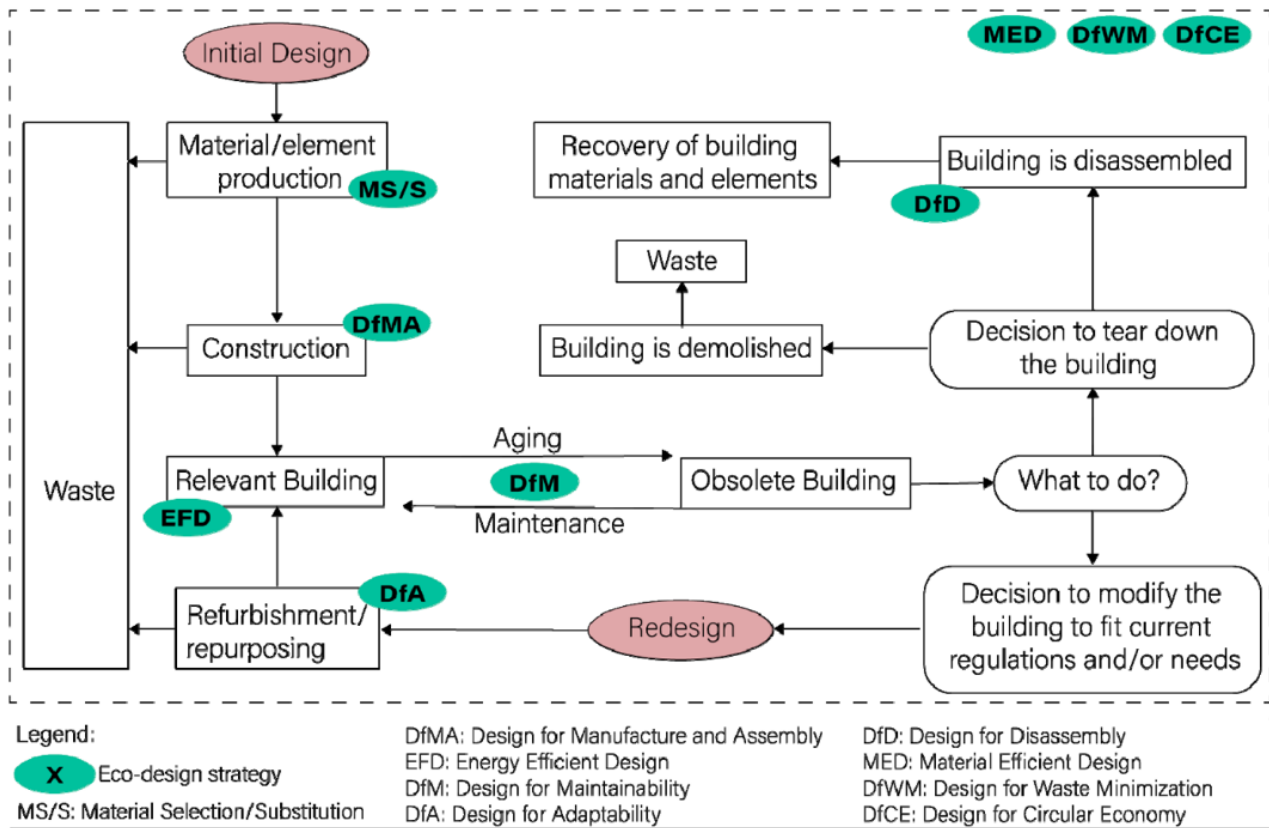 Initial Design
MED
DfWM
DfCE
Material/element
production
MS/S
Recovery of building
materials and elements
Building is disassembled
DfD
Waste
DfMA
Construction
Building is demolished
Decision to tear down
the building
Waste
Relevant Building
EFD
Aging
DfM
Maintenance
Obsolete Building
What to do?
DfA
Refurbishment/
repurposing
Redesign
Decision to modify the
building to fit current
regulations and/or needs
Legend:
X Eco-design strategy
MS/S: Material Selection/Substitution
DfMA: Design for Manufacture and Assembly
EFD: Energy Efficient Design
DfM: Design for Maintainability
DfA: Design for Adaptability
DfD: Design for Disassembly
MED: Material Efficient Design
DfWM: Design for Waste Minimization
DfCE: Design for Circular Economy